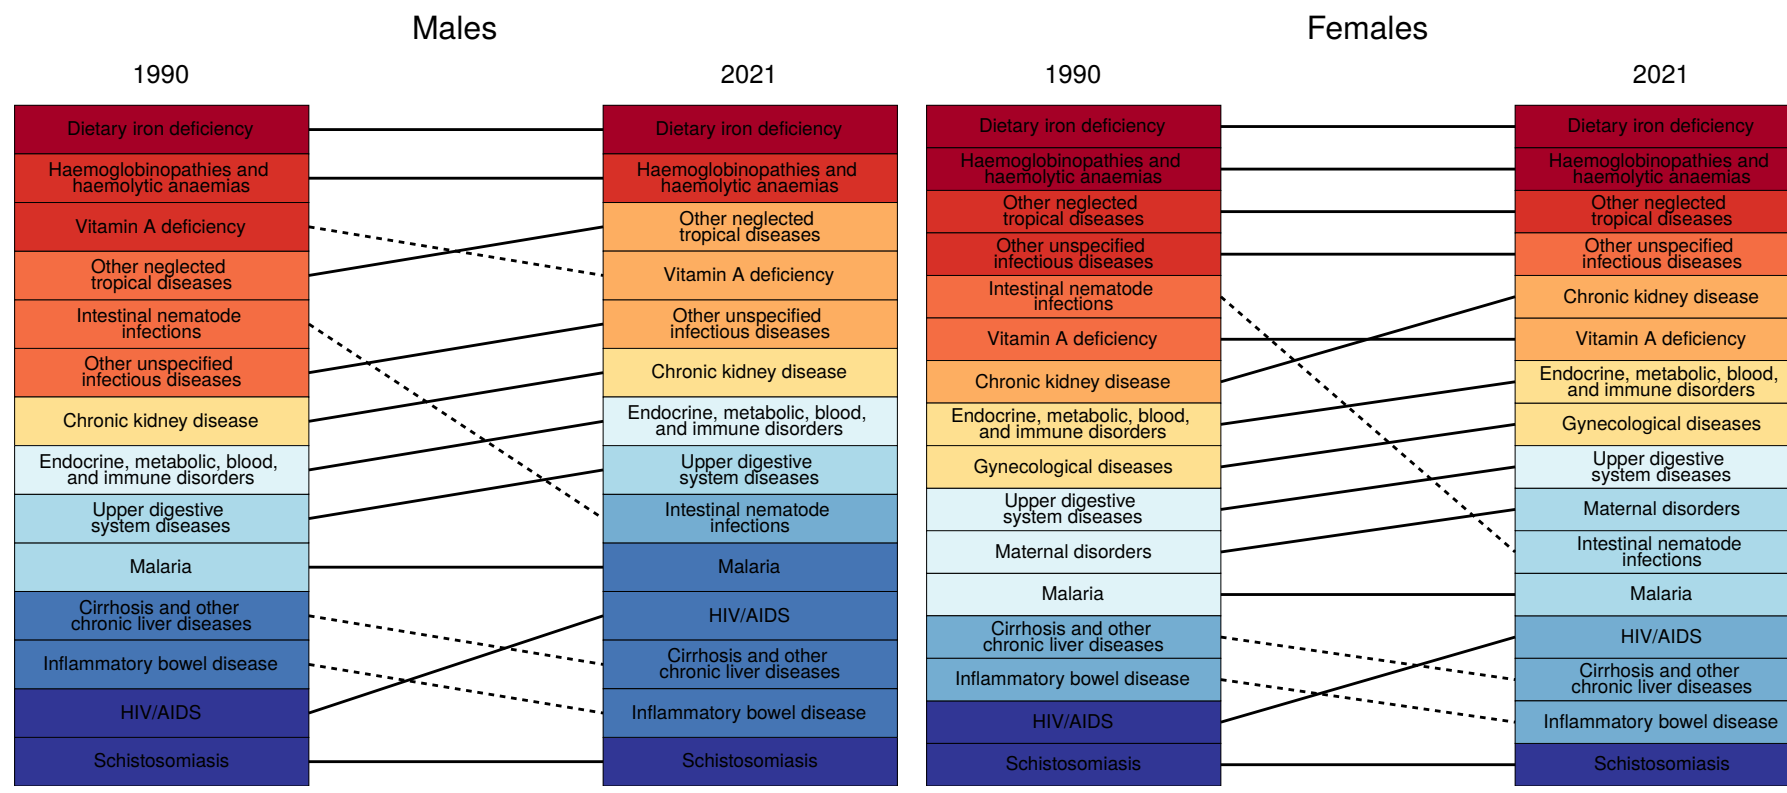 Males
1990
2021
Dietary iron deficiency
Haemoglobinopathies and
haemolytic anaemias
Vitamin A deficiency
Other neglected
tropical diseases
Intestinal nematode
infections
Other unspecified
infectious diseases
Chronic kidney disease
Endocrine, metabolic, blood,
and immune disorders
Upper digestive
system diseases
Malaria
Cirrhosis and other
chronic liver diseases
Inflammatory bowel disease
HIV/AIDS
Schistosomiasis
Dietary iron deficiency
Haemoglobinopathies and
haemolytic anaemias
Other neglected
tropical diseases
Vitamin A deficiency
Other unspecified
infectious diseases
Chronic kidney disease
Endocrine, metabolic, blood,
and immune disorders
Upper digestive
system diseases
Intestinal nematode
infections
Malaria
HIV/AIDS
Cirrhosis and other
chronic liver diseases
Inflammatory bowel disease
Schistosomiasis
Females
1990
2021
Dietary iron deficiency
Haemoglobinopathies and
haemolytic anaemias
Other neglected
tropical diseases
Other unspecified
infectious diseases
Intestinal nematode
infections
Vitamin A deficiency
Chronic kidney disease
Endocrine, metabolic, blood,
and immune disorders
Gynecological diseases
Upper digestive
system diseases
Maternal disorders
Malaria
Cirrhosis and other
chronic liver diseases
Inflammatory bowel disease
HIV/AIDS
Schistosomiasis
Dietary iron deficiency
Haemoglobinopathies and
haemolytic anaemias
Other neglected
tropical diseases
Other unspecified
infectious diseases
Chronic kidney disease
Vitamin A deficiency
Endocrine, metabolic, blood,
and immune disorders
Gynecological diseases
Upper digestive
system diseases
Maternal disorders
Intestinal nematode
infections
Malaria
HIV/AIDS
Cirrhosis and other
chronic liver diseases
Inflammatory bowel disease
Schistosomiasis